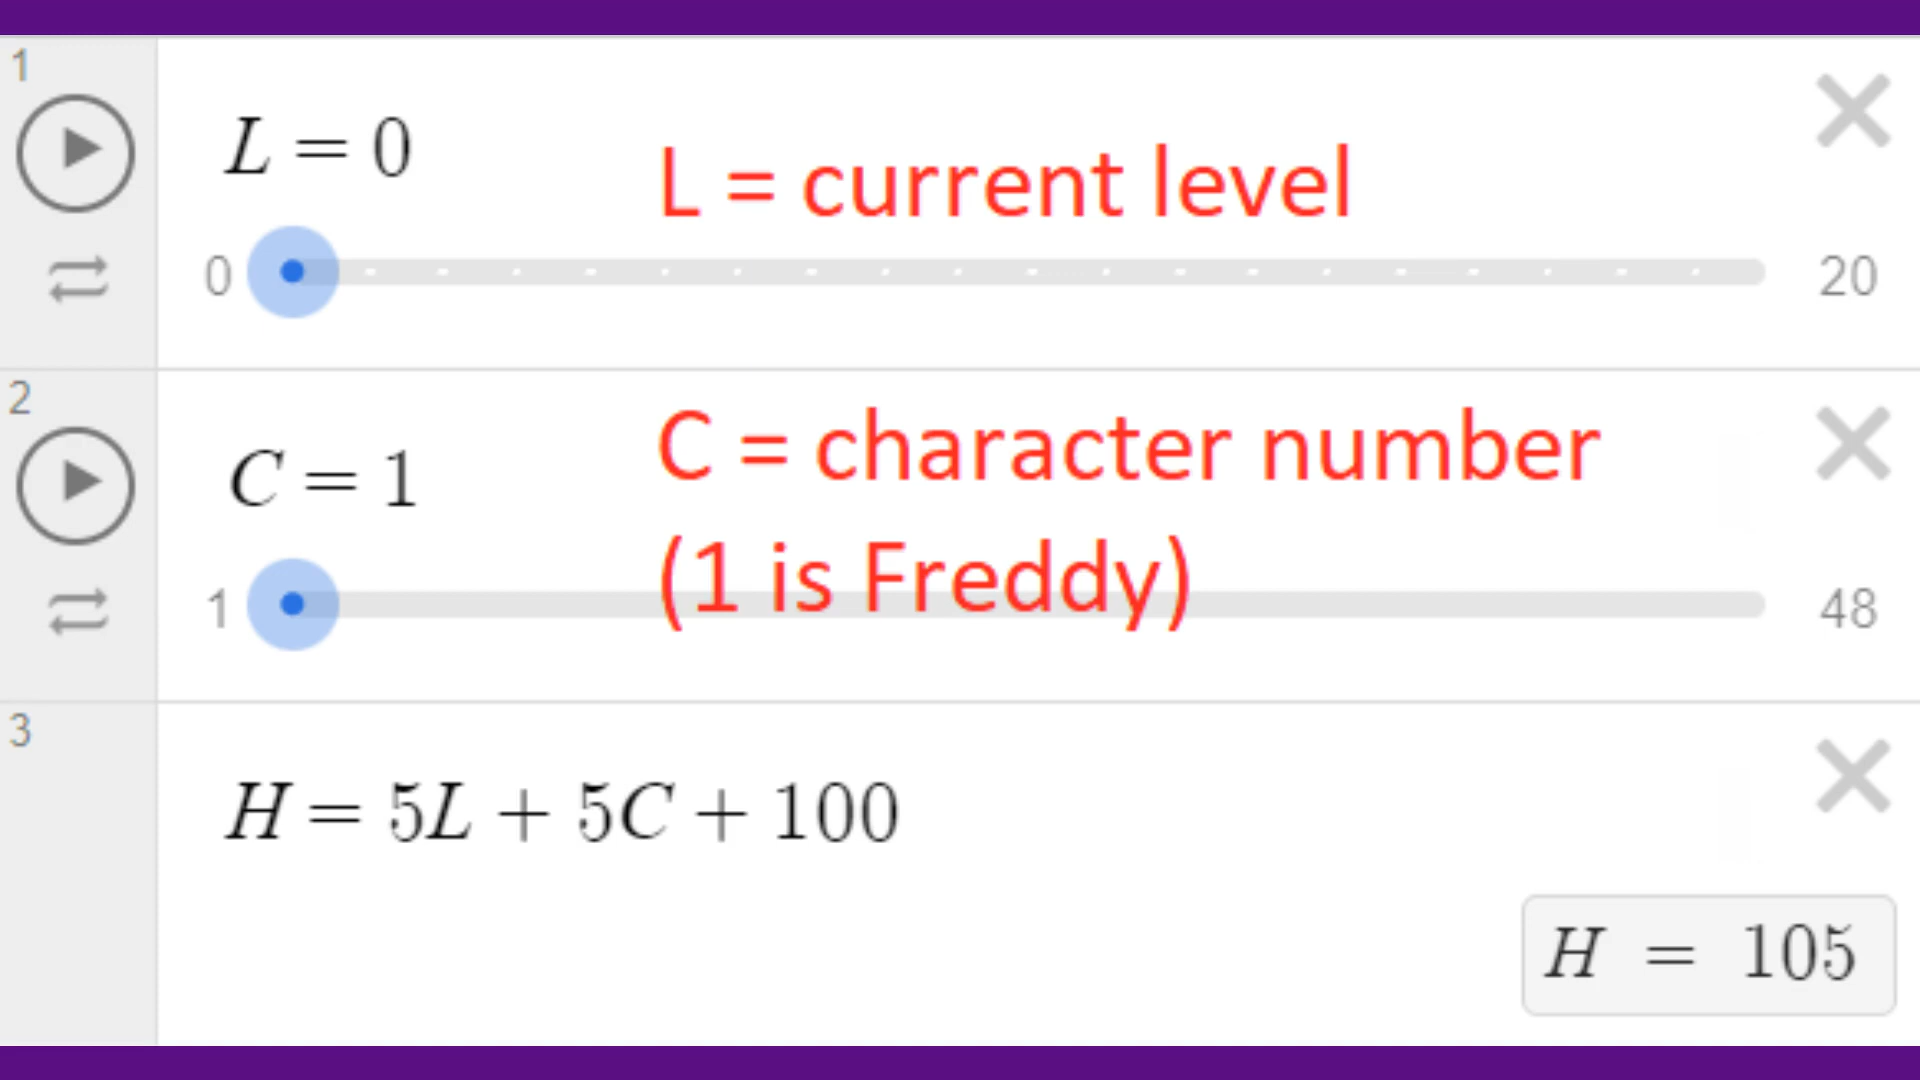 1
L = 0
L = current level
0
20
2
C = 1
C = character number
(1 is Freddy)
1
48
3
H = 5L + 5C + 100
H = 105